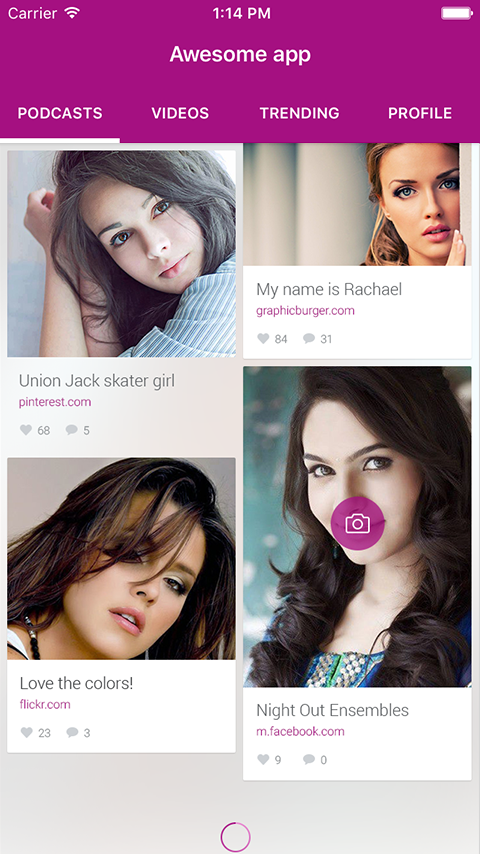 Carrier 1:14 PM
Awesome app
PODCASTS VIDEOS TRENDING PROFILE
Union Jack skater girl
pinterest.com
68 5
Love the colors!
flickr.com
23 3
My name is Rachael
graphicburger.com
84 31
Night Out Ensembles
m.facebook.com
9 0